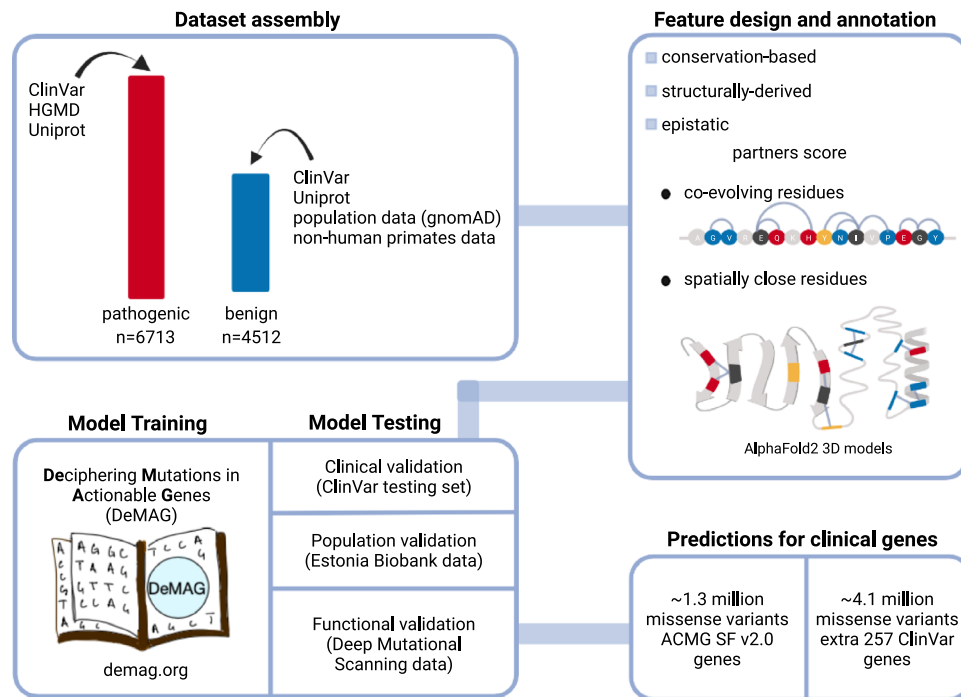 Dataset assembly
ClinVar
HGMD
Uniprot
ClinVar
Uniprot
population data (gnomAD)
non-human primates data
pathogenic
n=6713
benign
n=4512
Feature design and annotation
conservation-based
structurally-derived
epistatic
partners score
co-evolving residues
A G V R E Q K H Y N I V P E G Y
spatially close residues
AlphaFold2 3D models
Model Training
Deciphering Mutations in
Actionable Genes
(DeMAG)
DeMAG
demag.org
Model Testing
Clinical validation
(ClinVar testing set)
Population validation
(Estonia Biobank data)
Functional validation
(Deep Mutational
Scanning data)
Predictions for clinical genes
~1.3 million
missense variants
ACMG SF v2.0
genes
~4.1 million
missense variants
extra 257 ClinVar
genes